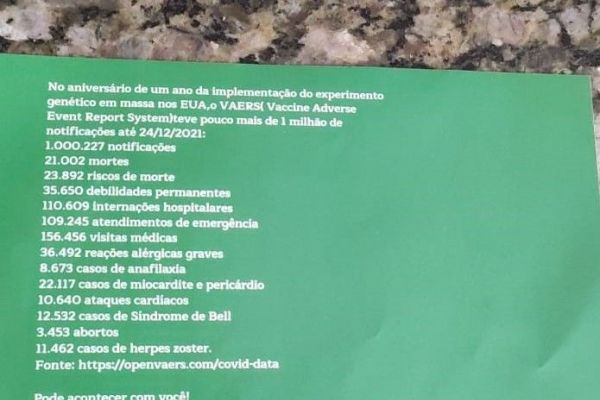 No aniversário de um ano da implementação do experimento
genético em massa nos EUA,o VAERS( Vaccine Adverse
Event Report System)teve pouco mais de 1 milhão de
notificações até 24/12/2021:
1.000.227 notificações
21.002 mortes
23.892 riscos de morte
35.650 debilidades permanentes
110.609 internações hospitalares
109.245 atendimentos de emergência
156.456 visitas médicas
36.492 reações alérgicas graves
8.673 casos de anafilaxia
22.117 casos de miocardite e pericárdio
10.640 ataques cardíacos
12.532 casos de Síndrome de Bell
3.453 abortos
11.462 casos de herpes zoster.
Fonte: https://openvaers.com/covid-data
Pode acontecer com você!